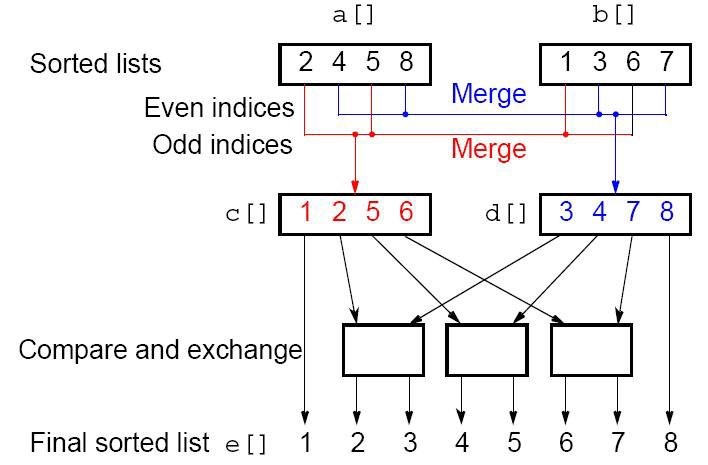 a[] b[]
Sorted lists 2 4 5 8 1 3 6 7
Merge
Even indices
Odd indices
Merge
c[] 1 2 5 6 d[] 3 4 7 8
Compare and exchange
Final sorted list e[] 1 2 3 4 5 6 7 8